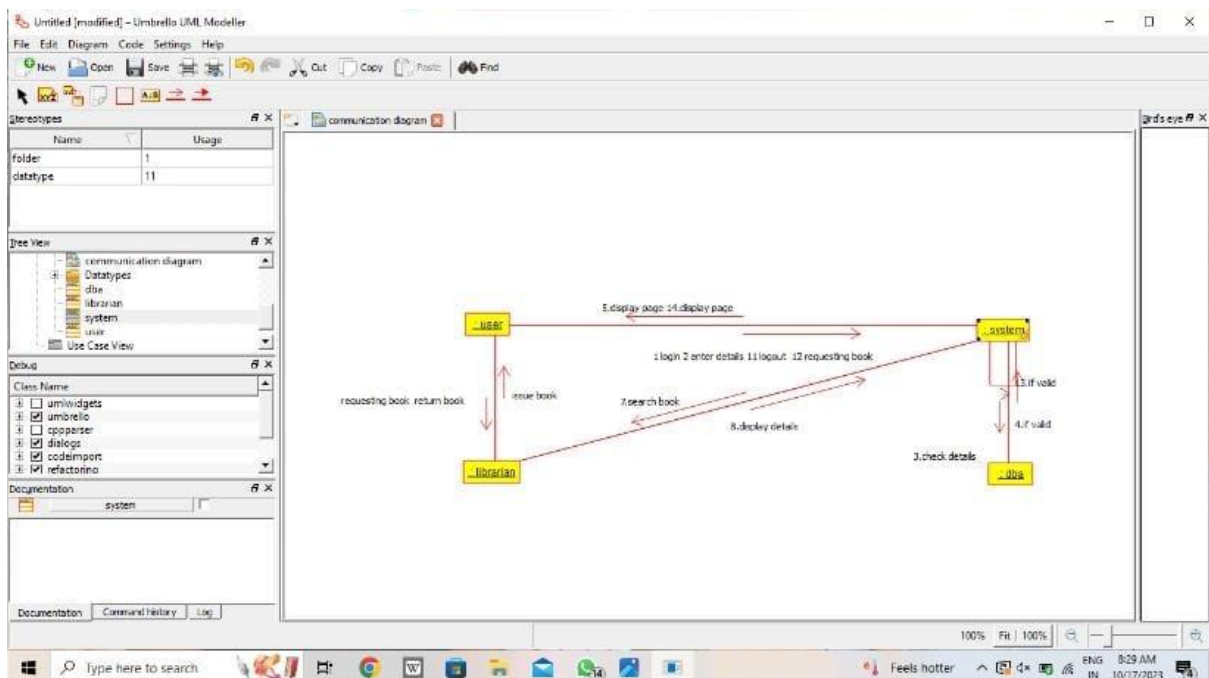 Untitled [modified] – Umbrello UML Modeller
File Edit Diagram Code Settings Help
New Open Save Cut Copy Paste Find
Stereotypes
Name Usage
folder 1
datatype 11
Tree View
communication diagram
Datatypes
dba
librarian
system
user
Use Case View
Debug
Class Name
umlwidgets
umbrello
cppparser
dialogs
codeimport
refactoring
Documentation
system
Documentation Command history Log
communication diagram
Bird's eye
5.display page 14.display page
: user
: system
1 login 2 enter details 11 logout 12 requesting book
13.if valid
requesting book return book
issue book
7.search book
8.display details
4.if valid
3.check details
: librarian
: dba
100% Fit 100%
Type here to search
W
14
Feels hotter
ENG
IN
8:29 AM
10/17/2023
4